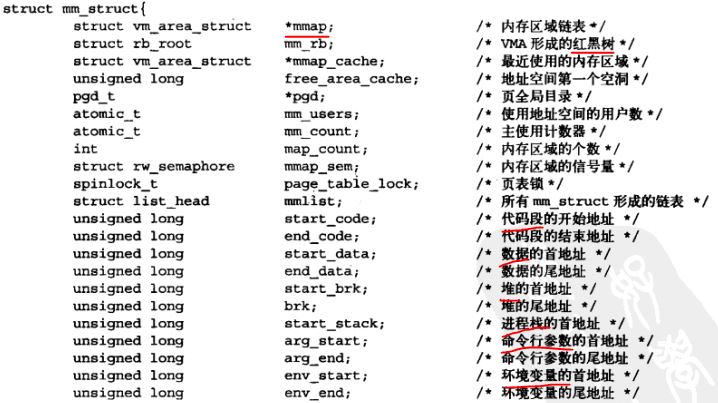 struct mm_struct{
struct vm_area_struct *mmap; /* 内存区域链表 */
struct rb_root mm_rb; /* VMA 形成的红黑树 */
struct vm_area_struct *mmap_cache; /* 最近使用的内存区域 */
unsigned long free_area_cache; /* 地址空间第一个空洞 */
pgd_t *pgd; /* 页全局目录 */
atomic_t mm_users; /* 使用地址空间的用户数 */
atomic_t mm_count; /* 主使用计数器 */
int map_count; /* 内存区域的个数 */
struct rw_semaphore mmap_sem; /* 内存区域的信号量 */
spinlock_t page_table_lock; /* 页表锁 */
struct list_head mmlist; /* 所有 mm_struct 形成的链表 */
unsigned long start_code; /* 代码段的开始地址 */
unsigned long end_code; /* 代码段的结束地址 */
unsigned long start_data; /* 数据的首地址 */
unsigned long end_data; /* 数据的尾地址 */
unsigned long start_brk; /* 堆的首地址 */
unsigned long brk; /* 堆的尾地址 */
unsigned long start_stack; /* 进程栈的首地址 */
unsigned long arg_start; /* 命令行参数的首地址 */
unsigned long arg_end; /* 命令行参数的尾地址 */
unsigned long env_start; /* 环境变量的首地址 */
unsigned long env_end; /* 环境变量的尾地址 */